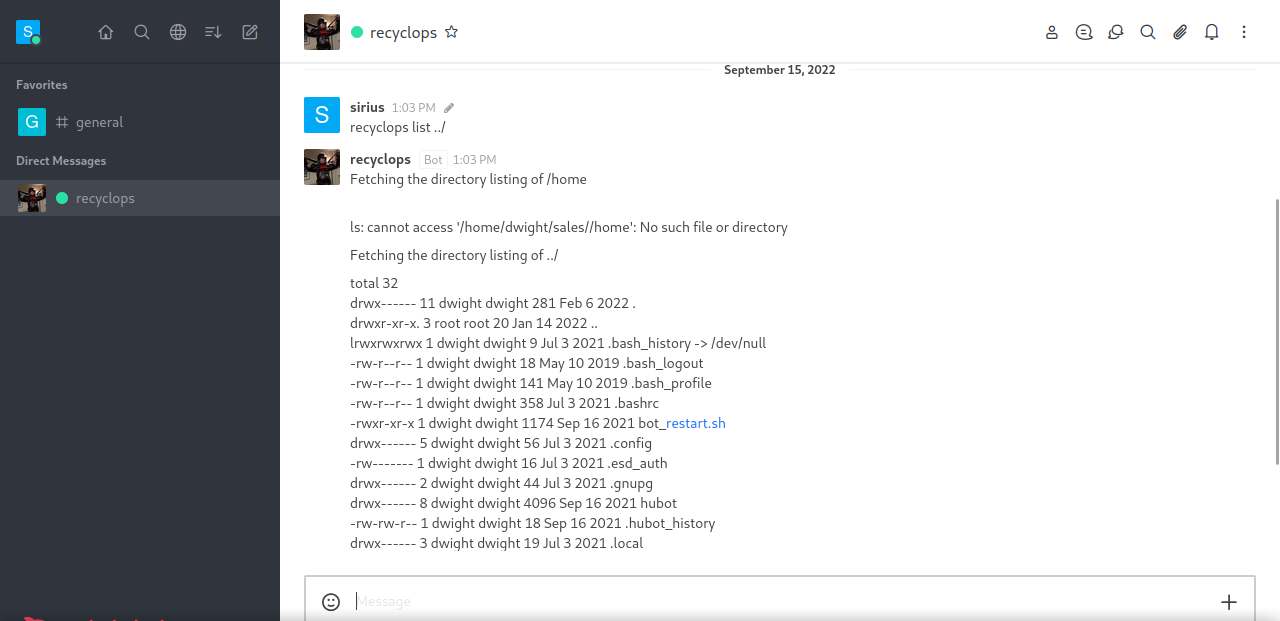 S
Favorites
G general
Direct Messages
recyclops
recyclops
September 15, 2022
S
sirius 1:03 PM
recyclops list ../
recyclops Bot 1:03 PM
Fetching the directory listing of /home
ls: cannot access '/home/dwight/sales//home': No such file or directory
Fetching the directory listing of ../
total 32
drwx------ 11 dwight dwight 281 Feb 6 2022 .
drwxr-xr-x. 3 root root 20 Jan 14 2022 ..
lrwxrwxrwx 1 dwight dwight 9 Jul 3 2021 .bash_history -> /dev/null
-rw-r--r-- 1 dwight dwight 18 May 10 2019 .bash_logout
-rw-r--r-- 1 dwight dwight 141 May 10 2019 .bash_profile
-rw-r--r-- 1 dwight dwight 358 Jul 3 2021 .bashrc
-rwxr-xr-x 1 dwight dwight 1174 Sep 16 2021 bot_restart.sh
drwx------ 5 dwight dwight 56 Jul 3 2021 .config
-rw------- 1 dwight dwight 16 Jul 3 2021 .esd_auth
drwx------ 2 dwight dwight 44 Jul 3 2021 .gnupg
drwx------ 8 dwight dwight 4096 Sep 16 2021 hubot
-rw-rw-r-- 1 dwight dwight 18 Sep 16 2021 .hubot_history
drwx------ 3 dwight dwight 19 Jul 3 2021 .local
Message